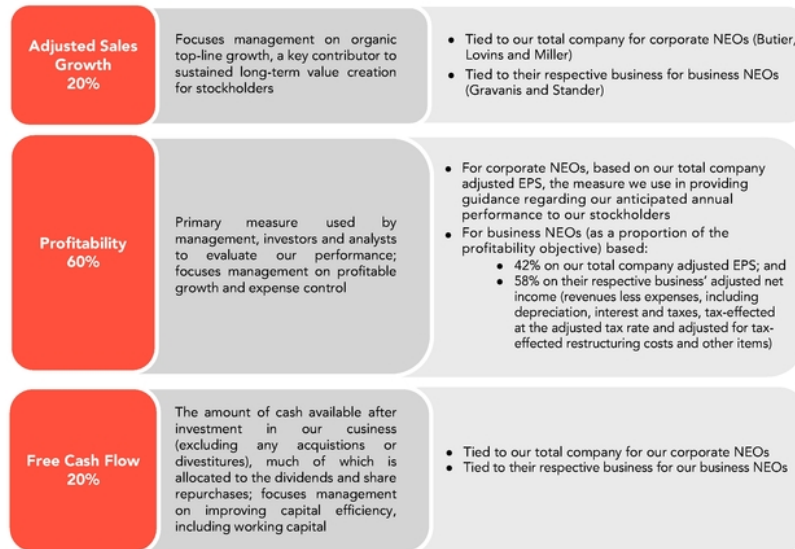 Adjusted Sales
Growth
20%
Focuses management on organic
top-line growth, a key contributor to
sustained long-term value creation
for stockholders
• Tied to our total company for corporate NEOs (Butier,
Lovins and Miller)
• Tied to their respective business for business NEOs
(Gravanis and Stander)
Profitability
60%
Primary measure used by
management, investors and analysts
to evaluate our performance;
focuses management on profitable
growth and expense control
• For corporate NEOs, based on our total company
adjusted EPS, the measure we use in providing
guidance regarding our anticipated annual
performance to our stockholders
• For business NEOs (as a proportion of the
profitability objective) based:
• 42% on our total company adjusted EPS; and
• 58% on their respective business' adjusted net
income (revenues less expenses, including
depreciation, interest and taxes, tax-effected
at the adjusted tax rate and adjusted for tax-
effected restructuring costs and other items)
Free Cash Flow
20%
The amount of cash available after
investment in our cusiness
(excluding any acquistions or
divestitures), much of which is
allocated to the dividends and share
repurchases; focuses management
on improving capital efficiency,
including working capital
• Tied to our total company for our corporate NEOs
• Tied to their respective business for our business NEOs